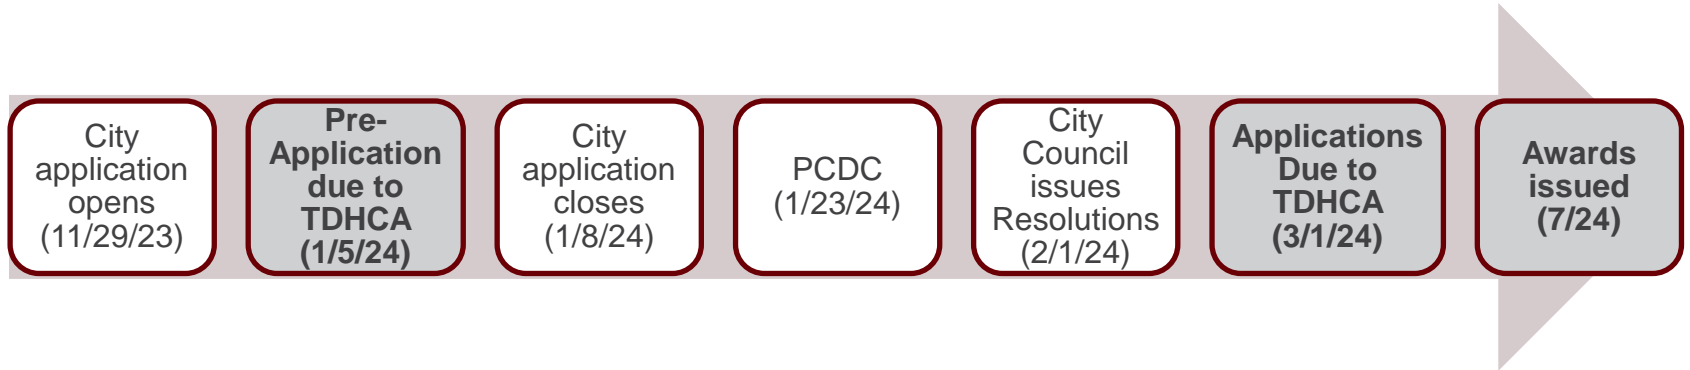 City
application
opens
(11/29/23)
Pre-
Application
due to
TDHCA
(1/5/24)
City
application
closes
(1/8/24)
PCDC
(1/23/24)
City
Council
issues
Resolutions
(2/1/24)
Applications
Due to
TDHCA
(3/1/24)
Awards
issued
(7/24)